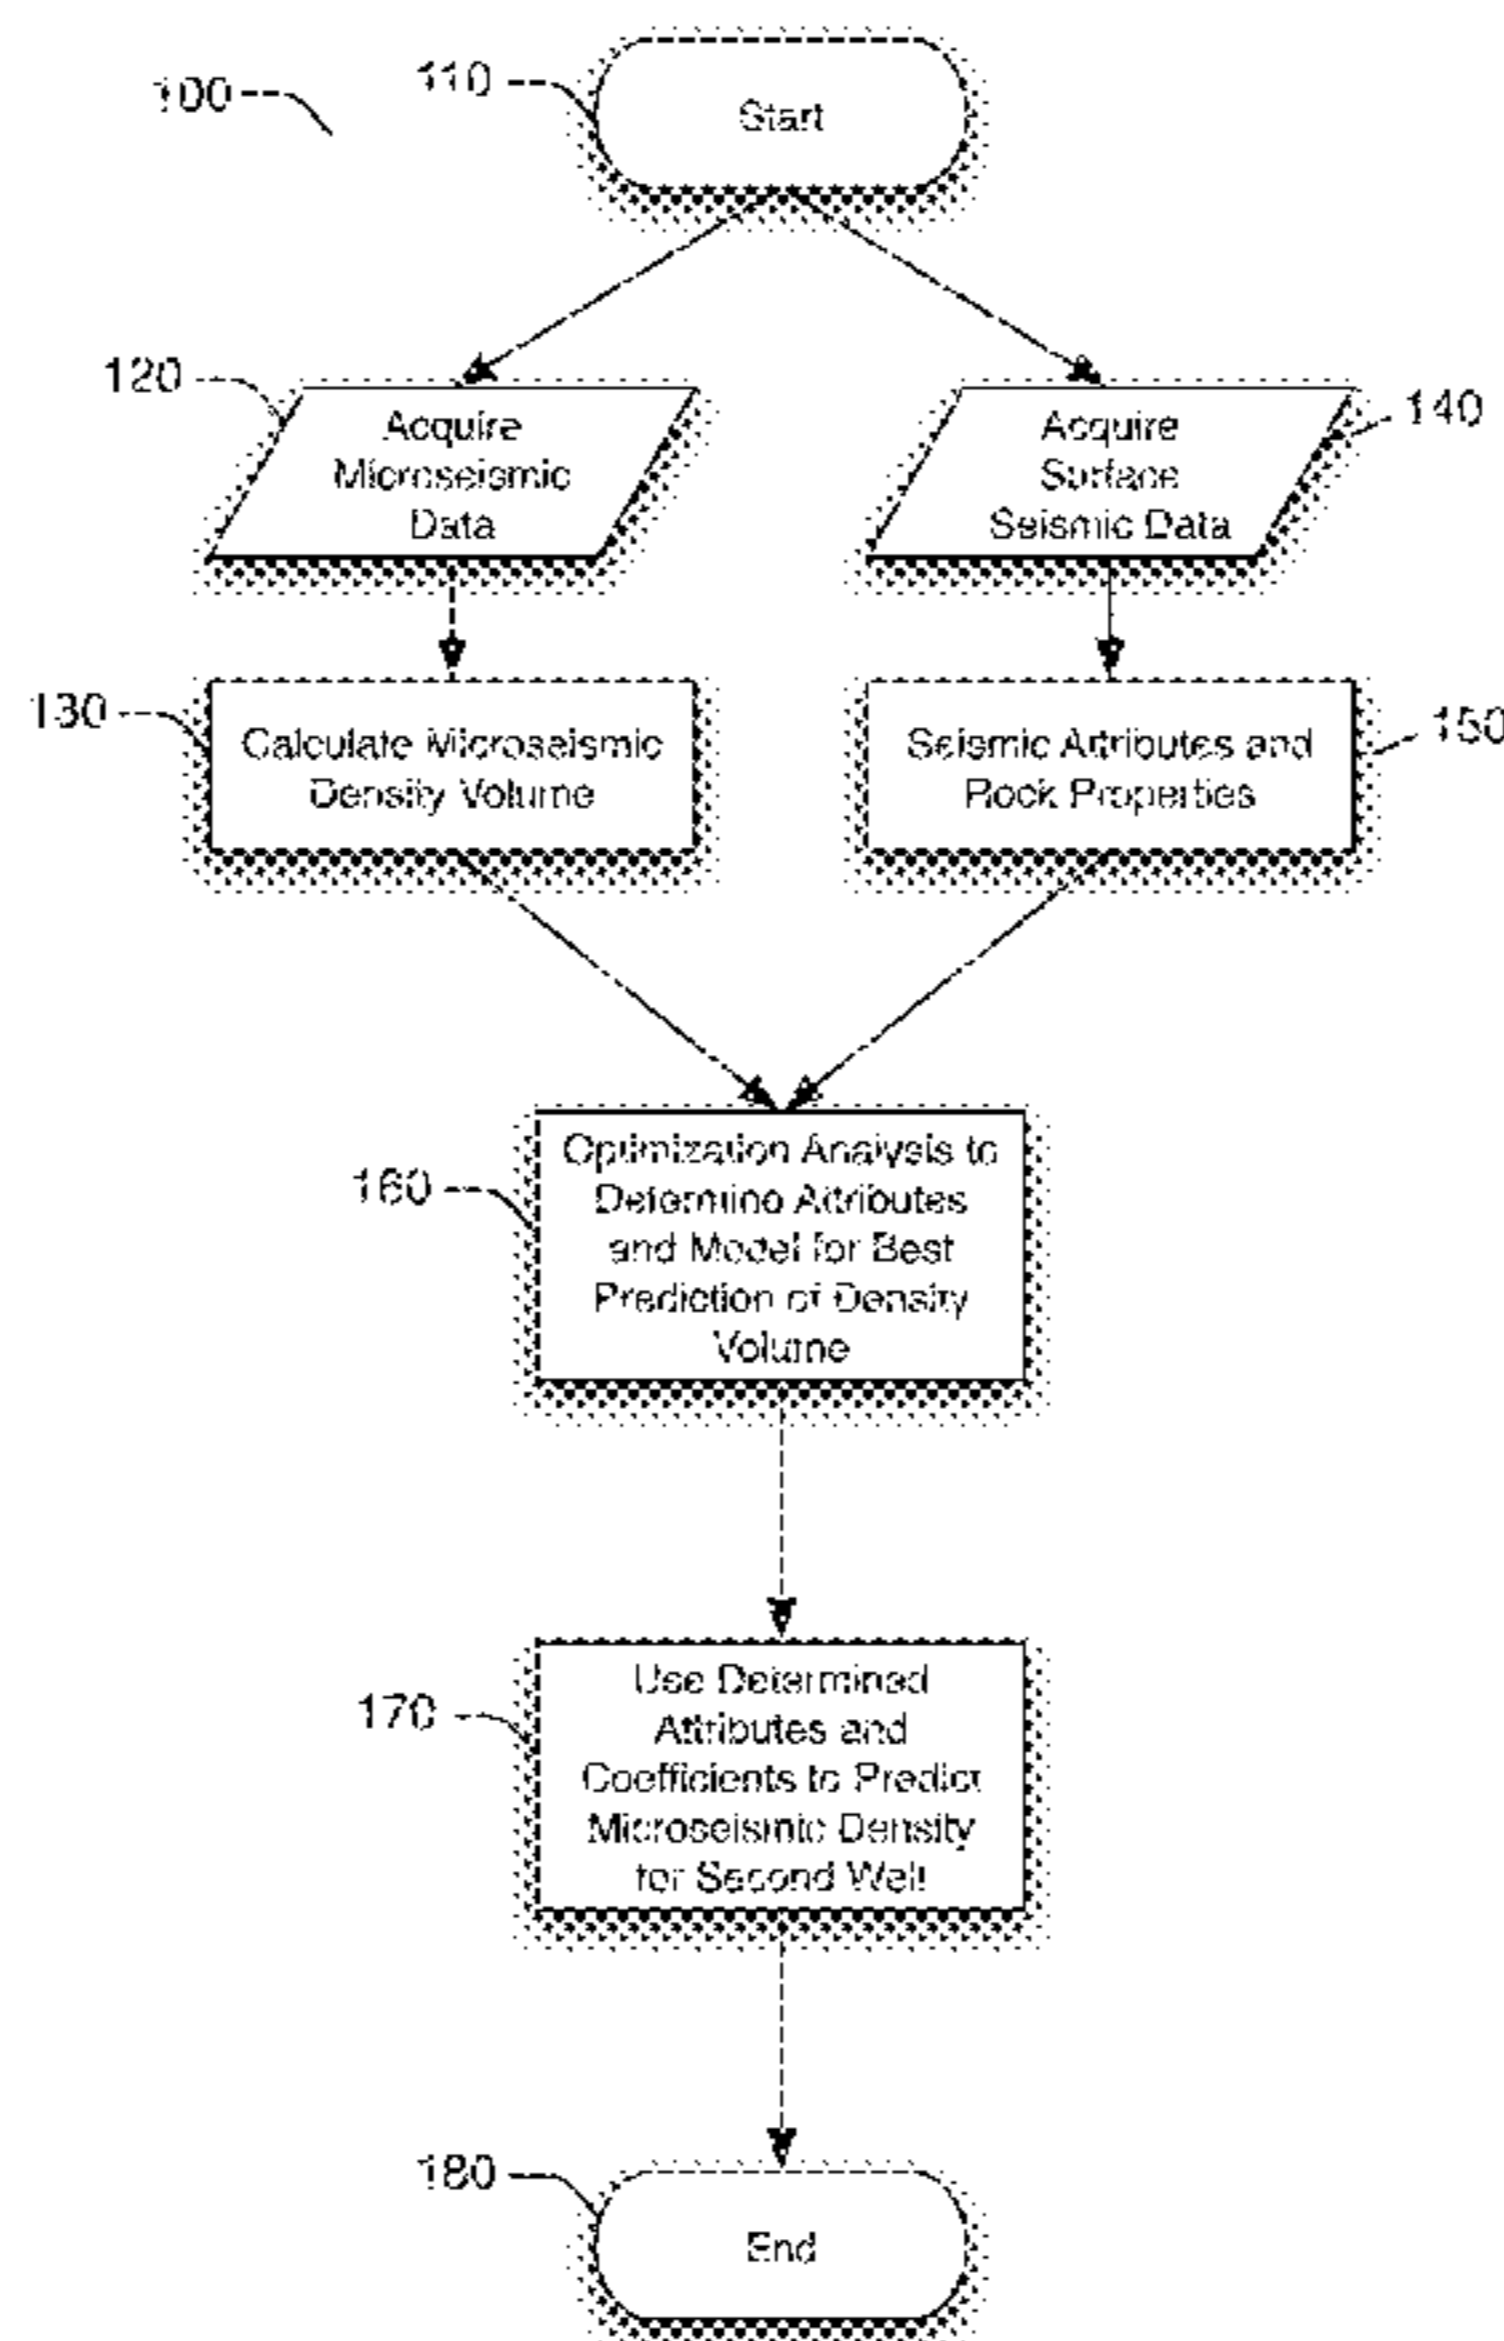 100
110
Start
120
Acquire
Microseismic
Data
Acquire
Surface
Seismic Data
140
130
Calculate Microseismic
Density Volume
Seismic Attributes and
Rock Properties
150
160
Optimization Analysis to
Determine Attributes
and Model for Best
Prediction of Density
Volume
170
Use Determined
Attributes and
Coefficients to Predict
Microseismic Density
for Second Well
180
End